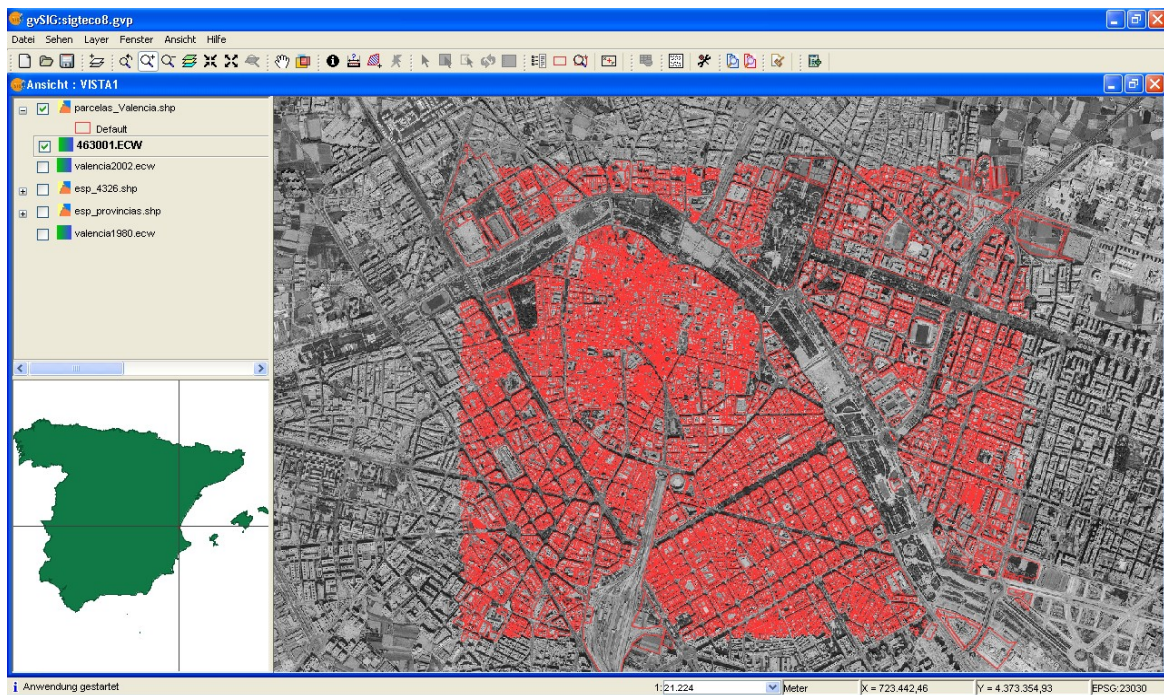 gvSIG:sigteco8.gvp
Datei Sehen Layer Fenster Ansicht Hilfe
Ansicht : VISTA1
parcelas_Valencia.shp
Default
463001.ECW
valencia2002.ecw
esp_4326.shp
esp_provincias.shp
valencia1980.ecw
Anwendung gestartet
1: 21.224
Meter
X = 723.442,46
Y = 4.373.354,93
EPSG:23030